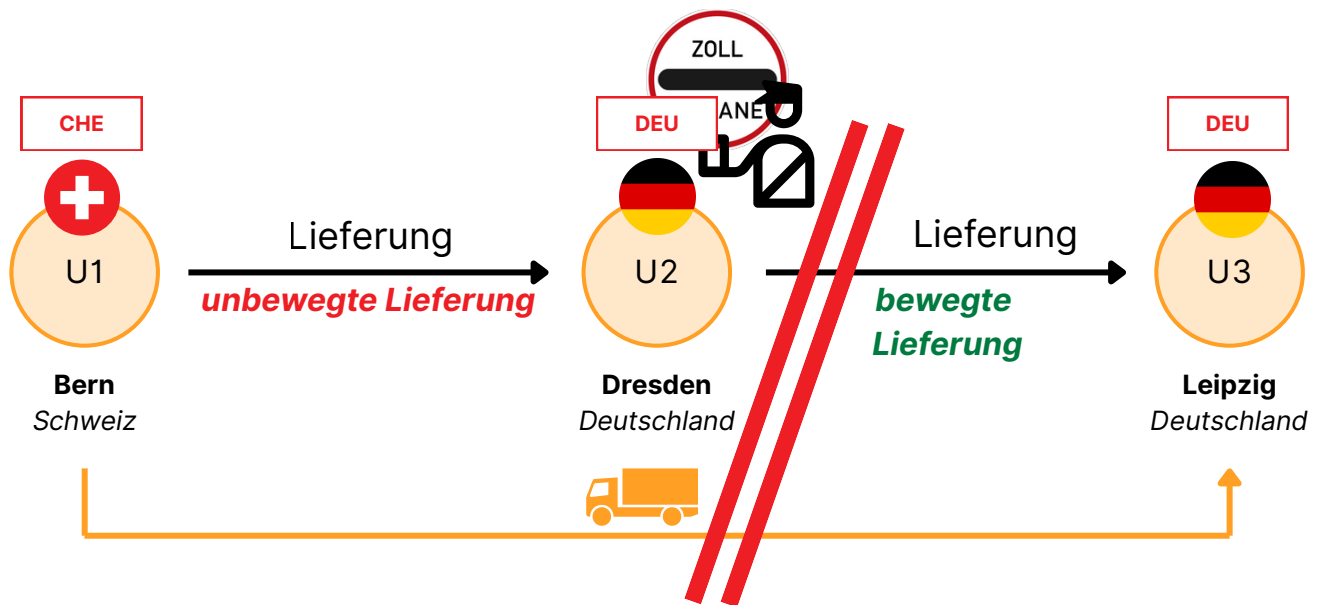 ZOLL
ANE
CHE
DEU
DEU
Lieferung
Lieferung
U1
U2
U3
unbewegte Lieferung
bewegte
Lieferung
Bern
Dresden
Leipzig
Schweiz
Deutschland
Deutschland